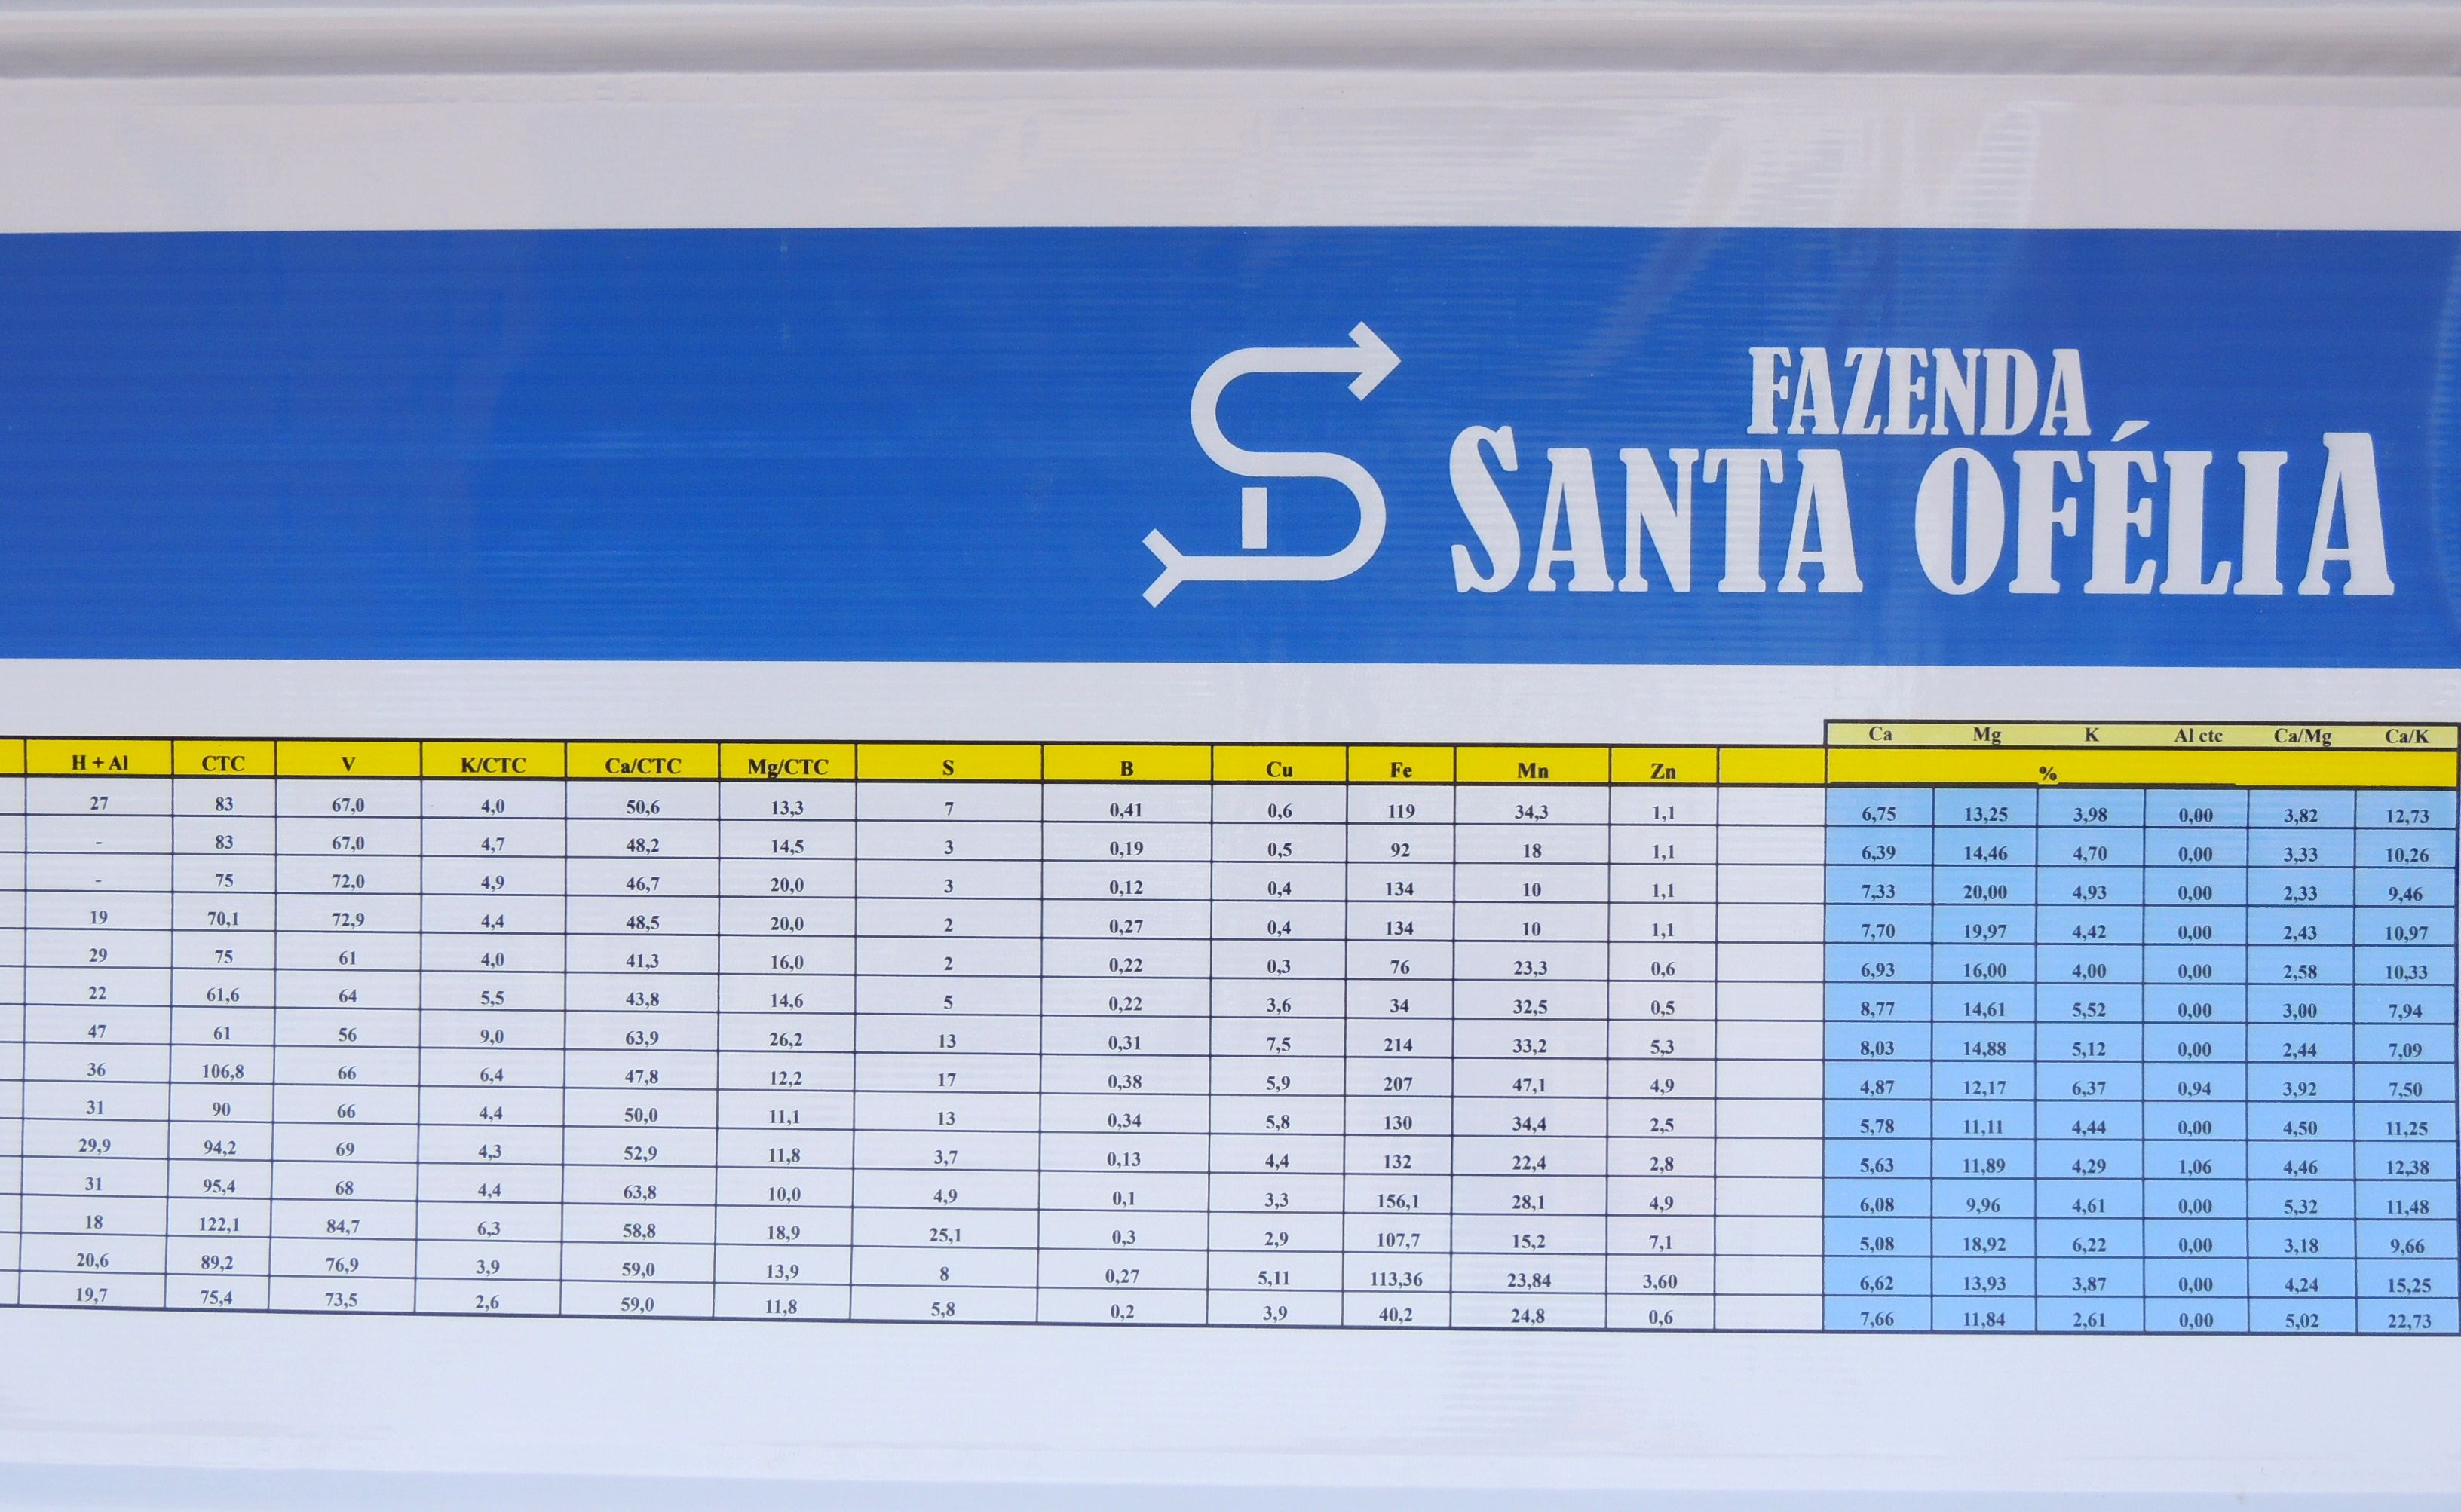 FAZENDA
SANTA OFÉLIA
Ca Mg K Al ctc Ca/Mg Ca/K
H + Al CTC V K/CTC Ca/CTC Mg/CTC S B Cu Fe Mn Zn %
27 83 67,0 4,0 50,6 13,3 7 0,41 0,6 119 34,3 1,1 6,75 13,25 3,98 0,00 3,82 12,73
- 83 67,0 4,7 48,2 14,5 3 0,19 0,5 92 18 1,1 6,39 14,46 4,70 0,00 3,33 10,26
- 75 72,0 4,9 46,7 20,0 3 0,12 0,4 134 10 1,1 7,33 20,00 4,93 0,00 2,33 9,46
19 70,1 72,9 4,4 48,5 20,0 2 0,27 0,4 134 10 1,1 7,70 19,97 4,42 0,00 2,43 10,97
29 75 61 4,0 41,3 16,0 2 0,22 0,3 76 23,3 0,6 6,93 16,00 4,00 0,00 2,58 10,33
22 61,6 64 5,5 43,8 14,6 5 0,22 3,6 34 32,5 0,5 8,77 14,61 5,52 0,00 3,00 7,94
47 61 56 9,0 63,9 26,2 13 0,31 7,5 214 33,2 5,3 8,03 14,88 5,12 0,00 2,44 7,09
36 106,8 66 6,4 47,8 12,2 17 0,38 5,9 207 47,1 4,9 4,87 12,17 6,37 0,94 3,92 7,50
31 90 66 4,4 50,0 11,1 13 0,34 5,8 130 34,4 2,5 5,78 11,11 4,44 0,00 4,50 11,25
29,9 94,2 69 4,3 52,9 11,8 3,7 0,13 4,4 132 22,4 2,8 5,63 11,89 4,29 1,06 4,46 12,38
31 95,4 68 4,4 63,8 10,0 4,9 0,1 3,3 156,1 28,1 4,9 6,08 9,96 4,61 0,00 5,32 11,48
18 122,1 84,7 6,3 58,8 18,9 25,1 0,3 2,9 107,7 15,2 7,1 5,08 18,92 6,22 0,00 3,18 9,66
20,6 89,2 76,9 3,9 59,0 13,9 8 0,27 5,11 113,36 23,84 3,60 6,62 13,93 3,87 0,00 4,24 15,25
19,7 75,4 73,5 2,6 59,0 11,8 5,8 0,2 3,9 40,2 24,8 0,6 7,66 11,84 2,61 0,00 5,02 22,73